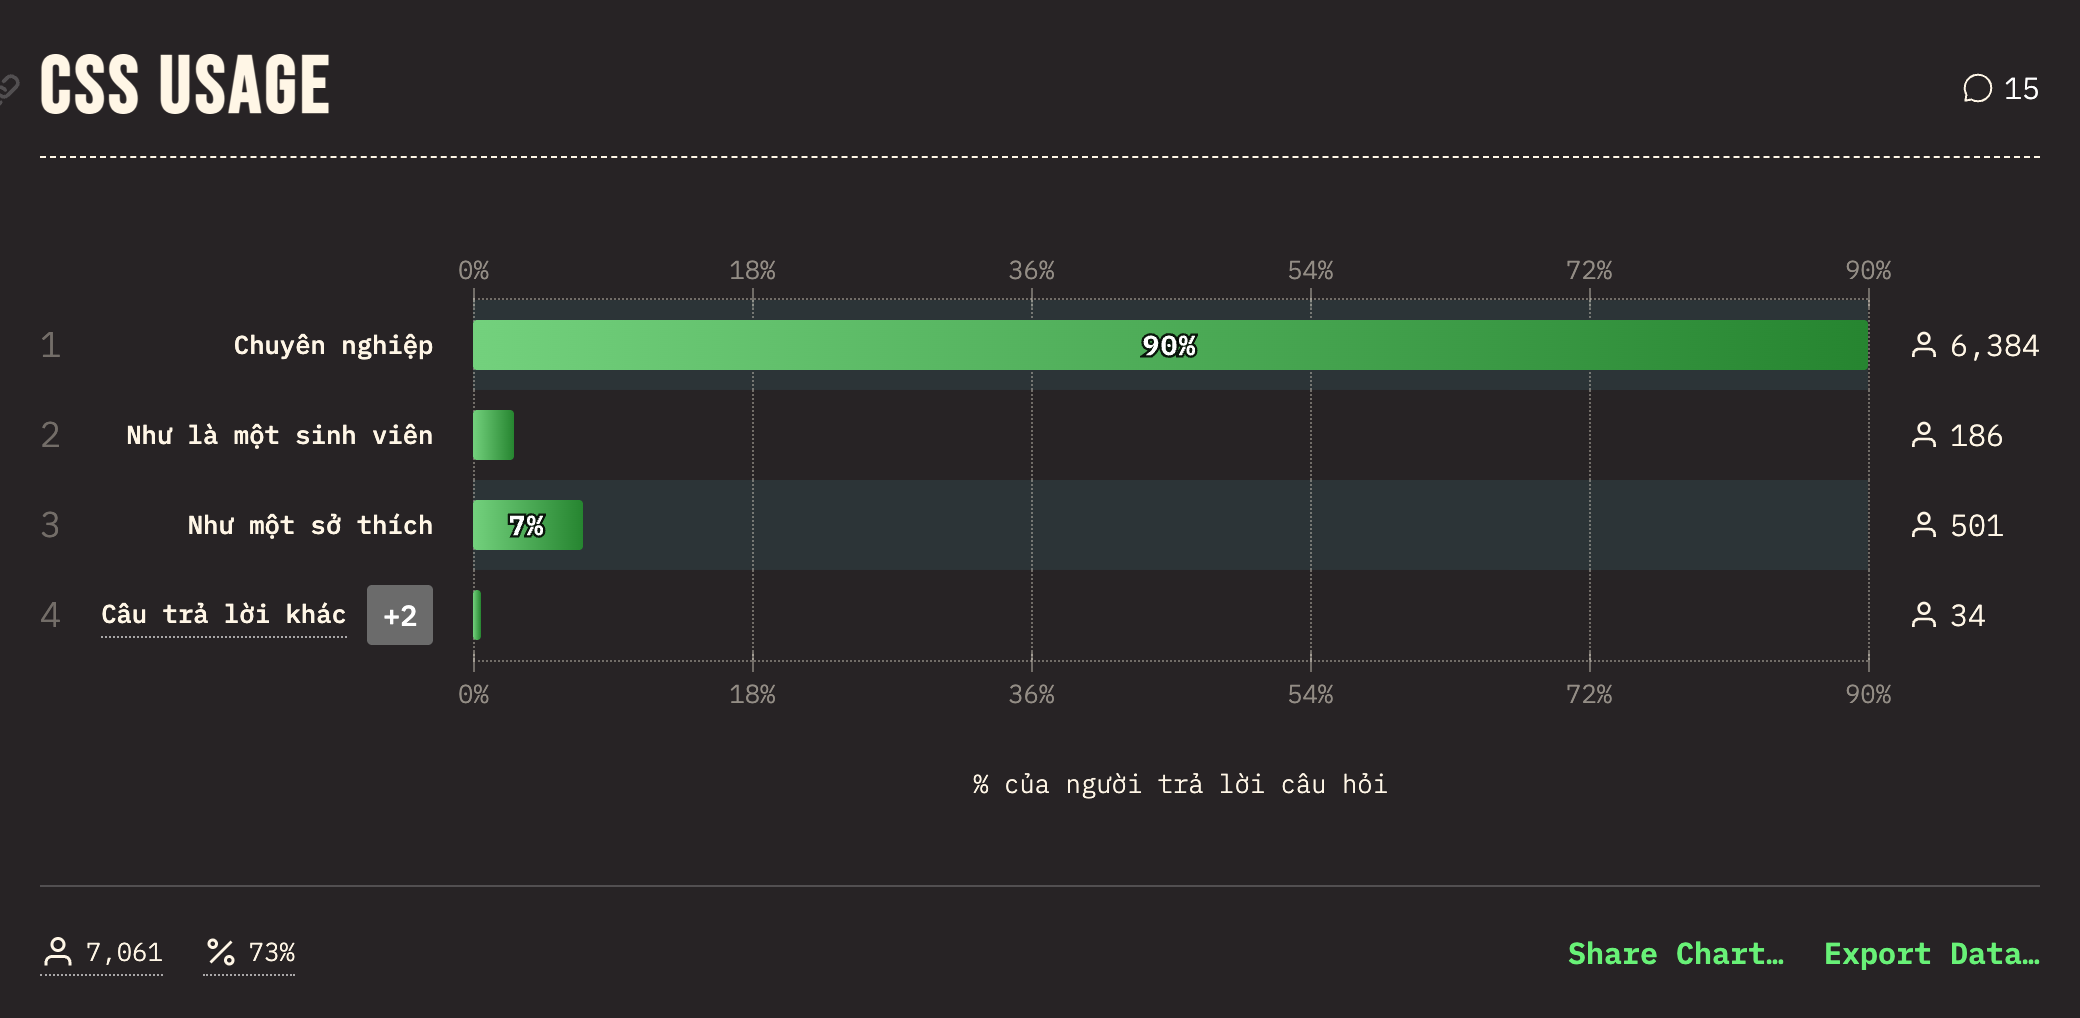 CSS USAGE
15
0% 18% 36% 54% 72% 90%
1 Chuyên nghiệp 90% 6,384
2 Như là một sinh viên 186
3 Như một sở thích 7% 501
4 Câu trả lời khác +2 34
0% 18% 36% 54% 72% 90%
% của người trả lời câu hỏi
7,061 73% Share Chart… Export Data…